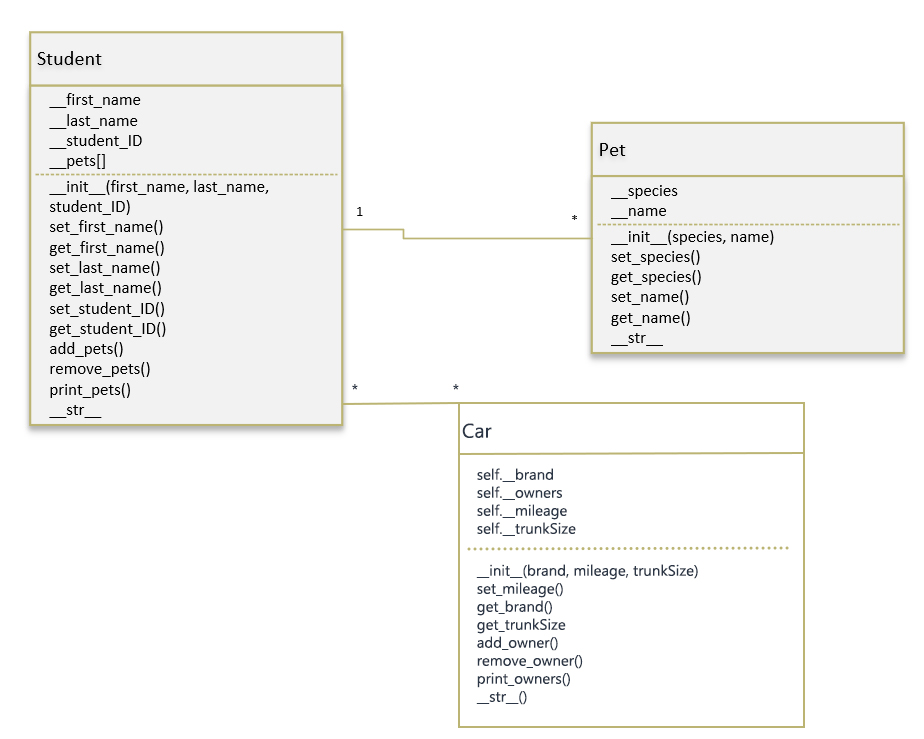 Student
__first_name
__last_name
__student_ID
__pets[]
__init__(first_name, last_name,
student_ID)
set_first_name()
get_first_name()
set_last_name()
get_last_name()
set_student_ID()
get_student_ID()
add_pets()
remove_pets()
print_pets()
__str__
1
*
Pet
__species
__name
__init__(species, name)
set_species()
get_species()
set_name()
get_name()
__str__
*
*
Car
self.__brand
self.__owners
self.__mileage
self.__trunkSize
__init__(brand, mileage, trunkSize)
set_mileage()
get_brand()
get_trunkSize
add_owner()
remove_owner()
print_owners()
__str__()